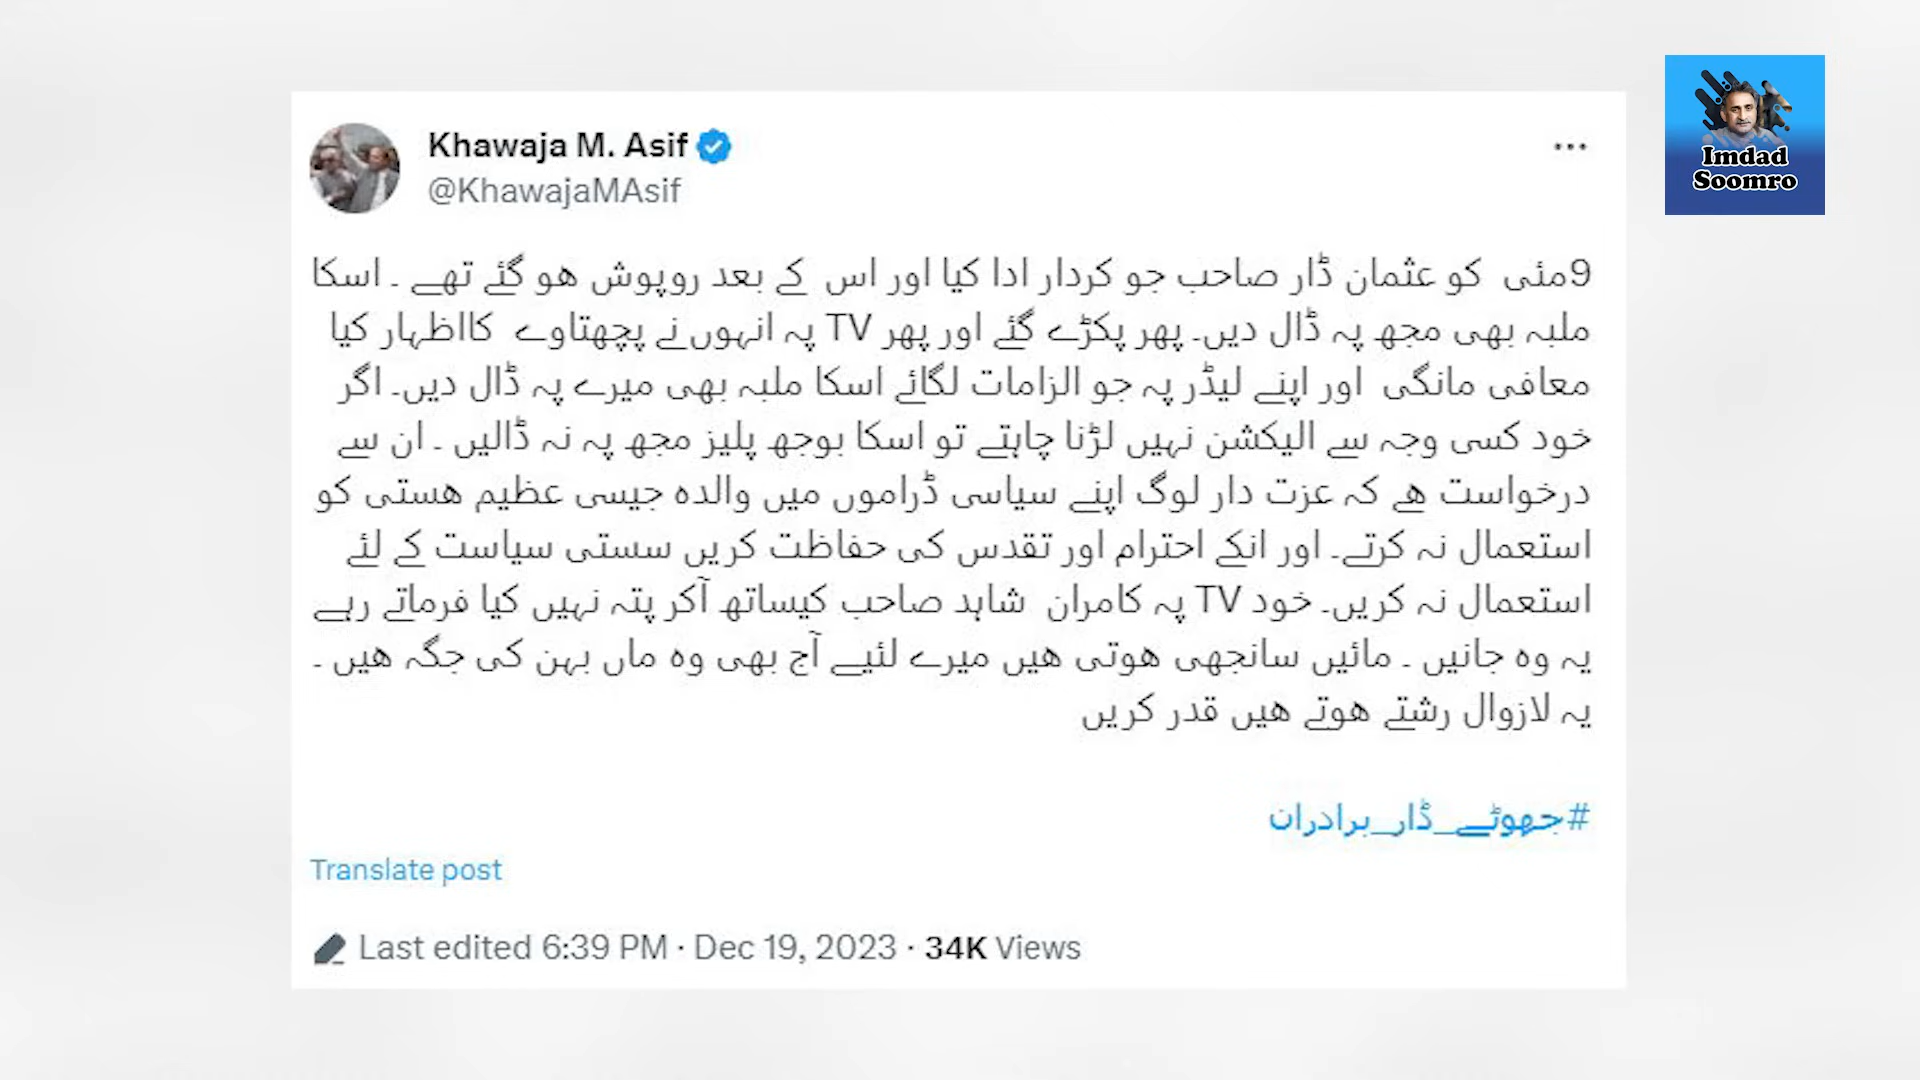 Khawaja M. Asif
@KhawajaMAsif
Imdad
Soomro
9مئی کو عثمان ڈار صاحب جو کردار ادا کیا اور اس کے بعد روپوش ھو گئے تھے ۔ اسکا
ملبہ بھی مجھ پہ ڈال دیں۔ پھر پکڑے گئے اور پھر TV پہ انہوں نے پچھتاوے کااظہار کیا
معافی مانگی اور اپنے لیڈر پہ جو الزامات لگائے اسکا ملبہ بھی میرے پہ ڈال دیں۔ اگر
خود کسی وجہ سے الیکشن نہیں لڑنا چاہتے تو اسکا بوجھ پلیز مجھ پہ نہ ڈالیں ۔ ان سے
درخواست ھے کہ عزت دار لوگ اپنے سیاسی ڈراموں میں والدہ جیسی عظیم ھستی کو
استعمال نہ کرتے۔ اور انکے احترام اور تقدس کی حفاظت کریں سستی سیاست کے لئے
استعمال نہ کریں۔ خود TV پہ کامران شاہد صاحب کیساتھ آکر پتہ نہیں کیا فرماتے رہے
یہ وہ جانیں ۔ مائیں سانجھی ھوتی ھیں میرے لئیے آج بھی وہ ماں بہن کی جگہ ھیں ۔
یہ لازوال رشتے ھوتے ھیں قدر کریں
#جھوٹے_ڈار_برادران
Translate post
Last edited 6:39 PM · Dec 19, 2023 · 34K Views